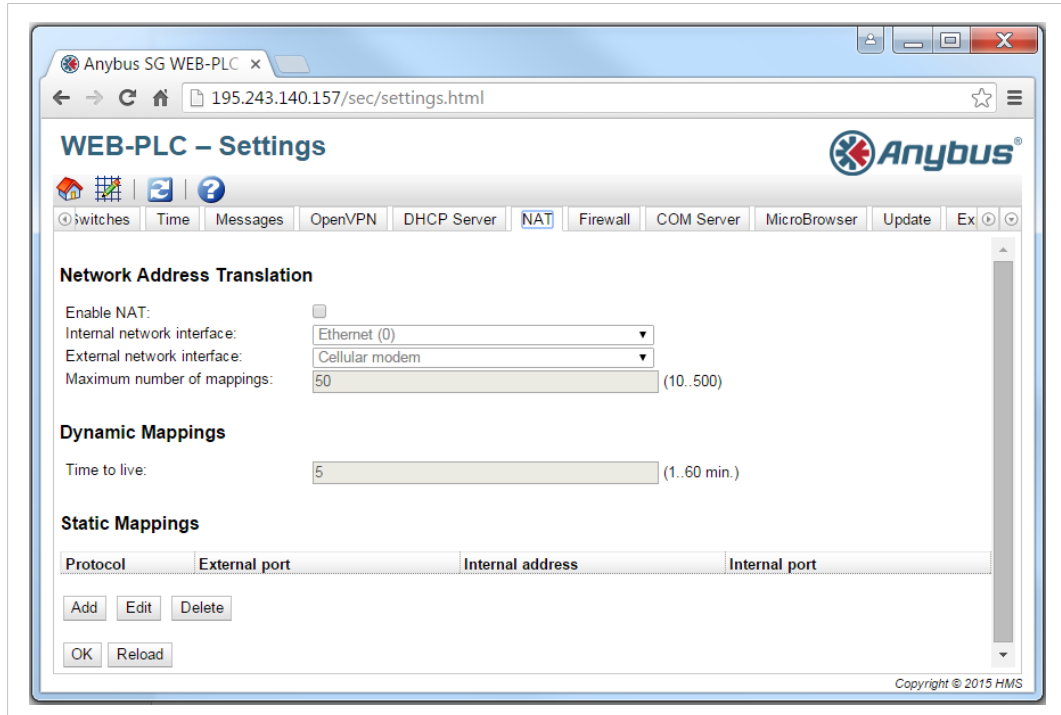 Anybus SG WEB-PLC
195.243.140.157/sec/settings.html
WEB-PLC – Settings
Anybus®
Switches Time Messages OpenVPN DHCP Server NAT Firewall COM Server MicroBrowser Update Ex
Network Address Translation
Enable NAT:
Internal network interface: Ethernet (0)
External network interface: Cellular modem
Maximum number of mappings: 50 (10..500)
Dynamic Mappings
Time to live: 5 (1..60 min.)
Static Mappings
Protocol External port Internal address Internal port
Add Edit Delete
OK Reload
Copyright © 2015 HMS